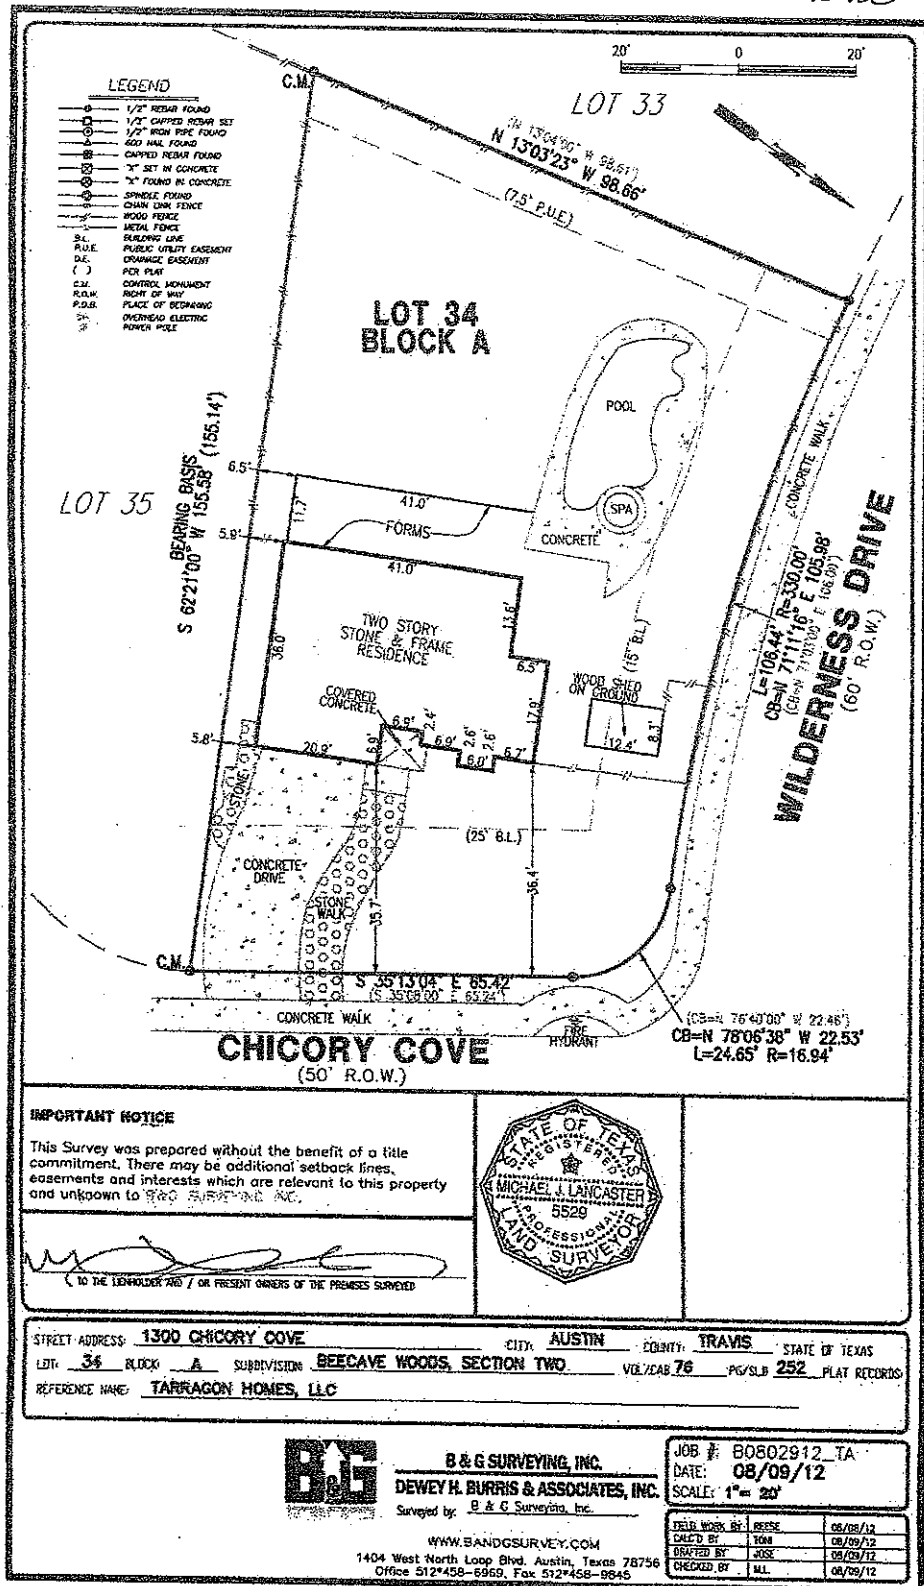 20' 0 20'
LEGEND
1/2" REBAR FOUND
1/2" CAPPED REBAR SET
1/2" IRON PIPE FOUND
60D NAIL FOUND
CAPPED REBAR FOUND
"X" SET IN CONCRETE
"X" FOUND IN CONCRETE
SPINDLE FOUND
CHAIN LINK FENCE
WOOD FENCE
METAL FENCE
B.L. BUILDING LINE
P.U.E. PUBLIC UTILITY EASEMENT
D.E. DRAINAGE EASEMENT
( ) PER PLAT
C.M. CONTROL MONUMENT
R.O.W. RIGHT OF WAY
P.O.B. PLACE OF BEGINNING
OVERHEAD ELECTRIC
POWER POLE
C.M.
LOT 33
(N 13°04'00" W 98.61')
N 13°03'23" W 98.66'
(7.5' P.U.E)
LOT 34
BLOCK A
POOL
SPA
CONCRETE
CONCRETE WALK
LOT 35
BEARING BASIS
S 62°21'00" W 155.58' (155.14')
6.5'
41.0'
11.7'
FORMS
5.9'
41.0'
TWO STORY
STONE & FRAME
RESIDENCE
36.0'
13.6'
6.5'
17.9'
(15' B.L.)
WOOD SHED
ON GROUND
12.4'
8.3'
COVERED
CONCRETE
6.9'
2.4'
6.9'
2.6'
2.6'
6.9'
6.0'
6.7'
5.8'
20.9'
STONE
(25' B.L.)
CONCRETE
DRIVE
STONE
WALK
35.7'
36.4'
L=106.44' R=330.00'
CB=N 71°11'16" E 105.98'
(CB=N 71°03'00" E 106.00')
WILDERNESS DRIVE
(60' R.O.W.)
C.M.
S 35°13'04" E 65.42'
(S 35°08'00" E 65.24')
CONCRETE WALK
FIRE
HYDRANT
(CB=N 76°40'00" W 22.46')
CB=N 78°06'38" W 22.53'
L=24.65' R=16.94'
CHICORY COVE
(50' R.O.W.)
IMPORTANT NOTICE
This Survey was prepared without the benefit of a title
commitment. There may be additional setback lines,
easements and interests which are relevant to this property
and unknown to B&G SURVEYING, INC.
TO THE LIENHOLDER AND / OR PRESENT OWNERS OF THE PREMISES SURVEYED
STATE OF TEXAS
REGISTERED
MICHAEL J. LANCASTER
5529
PROFESSIONAL
LAND SURVEYOR
STREET ADDRESS: 1300 CHICORY COVE CITY: AUSTIN COUNTY: TRAVIS STATE OF TEXAS
LOT: 34 BLOCK: A SUBDIVISION: BEECAVE WOODS, SECTION TWO VOL/CAB 76 PG/SLD 252 PLAT RECORDS
REFERENCE NAME: TARRAGON HOMES, LLC
B&G
B & G SURVEYING, INC.
DEWEY H. BURRIS & ASSOCIATES, INC.
Surveyed by: B & G Surveying, Inc.
WWW.BANDGSURVEY.COM
1404 West North Loop Blvd. Austin, Texas 78756
Office 512*458-6969, Fax 512*458-9845
JOB #: B0802912_TA
DATE: 08/09/12
SCALE: 1"= 20'
FIELD WORK BY REESE 08/08/12
CALC'D BY TONI 08/09/12
DRAFTED BY JOSE 08/09/12
CHECKED BY MJL 08/09/12